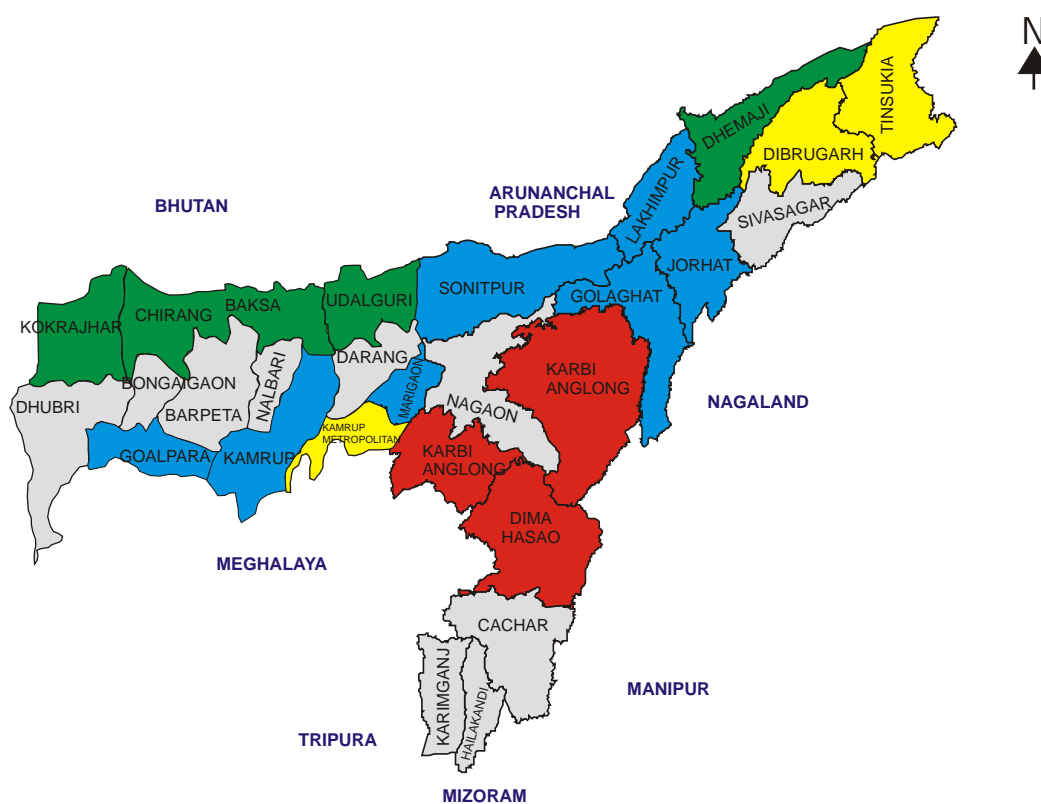 N
TINSUKIA
DHEMAJI
DIBRUGARH
LAKHIMPUR
ARUNANCHAL
PRADESH
BHUTAN
SIVASAGAR
JORHAT
SONITPUR
GOLAGHAT
UDALGURI
BAKSA
CHIRANG
KOKRAJHAR
DARANG
KARBI
ANGLONG
BONGAIGAON
NALBARI
MARIGAON
NAGAON
NAGALAND
DHUBRI
BARPETA
KAMRUP
METROPOLITAN
GOALPARA
KAMRUP
KARBI
ANGLONG
DIMA
HASAO
MEGHALAYA
CACHAR
KARIMGANJ
HAILAKANDI
MANIPUR
TRIPURA
MIZORAM